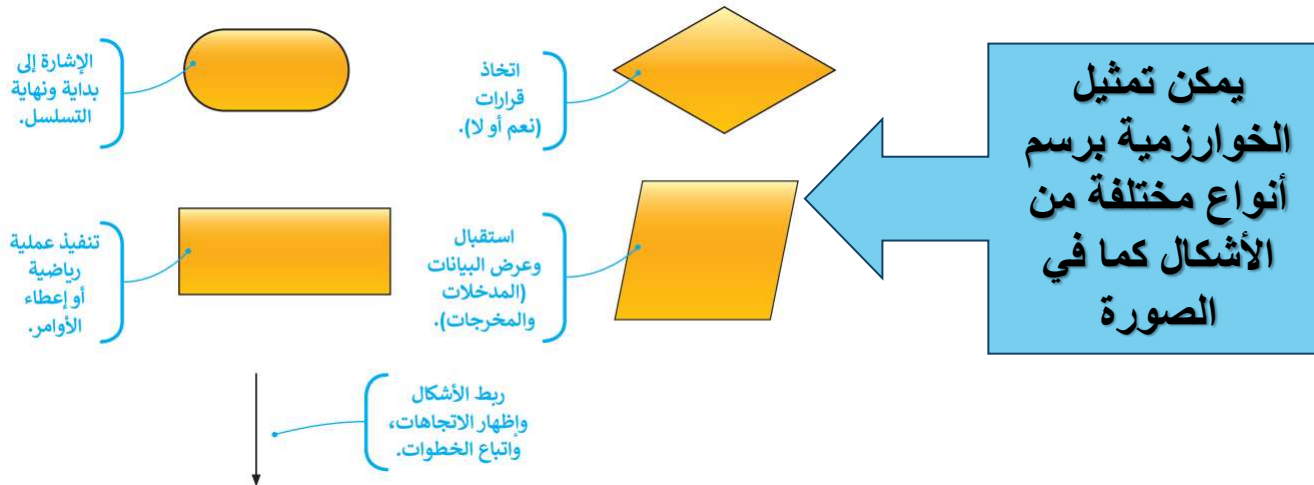 يمكن تمثيل
الخوارزمية برسم
أنواع مختلفة من
الأشكال كما في
الصورة
اتخاذ
قرارات
(نعم أو لا).
الإشارة إلى
بداية ونهاية
التسلسل.
استقبال
وعرض البيانات
(المدخلات
والمخرجات).
تنفيذ عملية
رياضية
أو إعطاء
الأوامر.
ربط الأشكال
وإظهار الاتجاهات،
واتباع الخطوات.